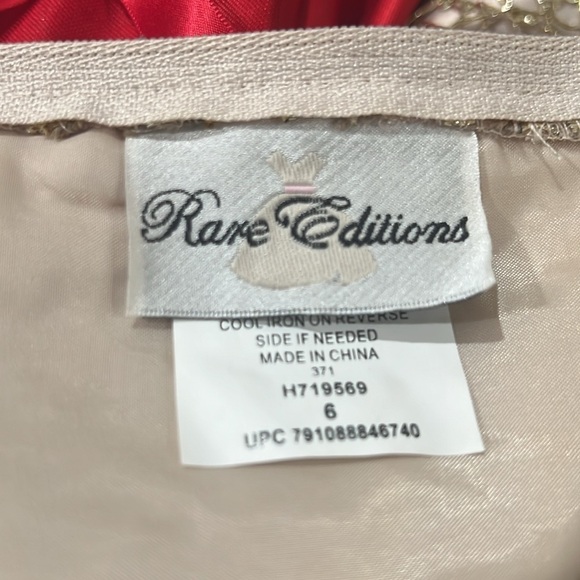 Rare Editions
COOL IRON ON REVERSE
SIDE IF NEEDED
MADE IN CHINA
371
H719569
6
UPC 791088846740